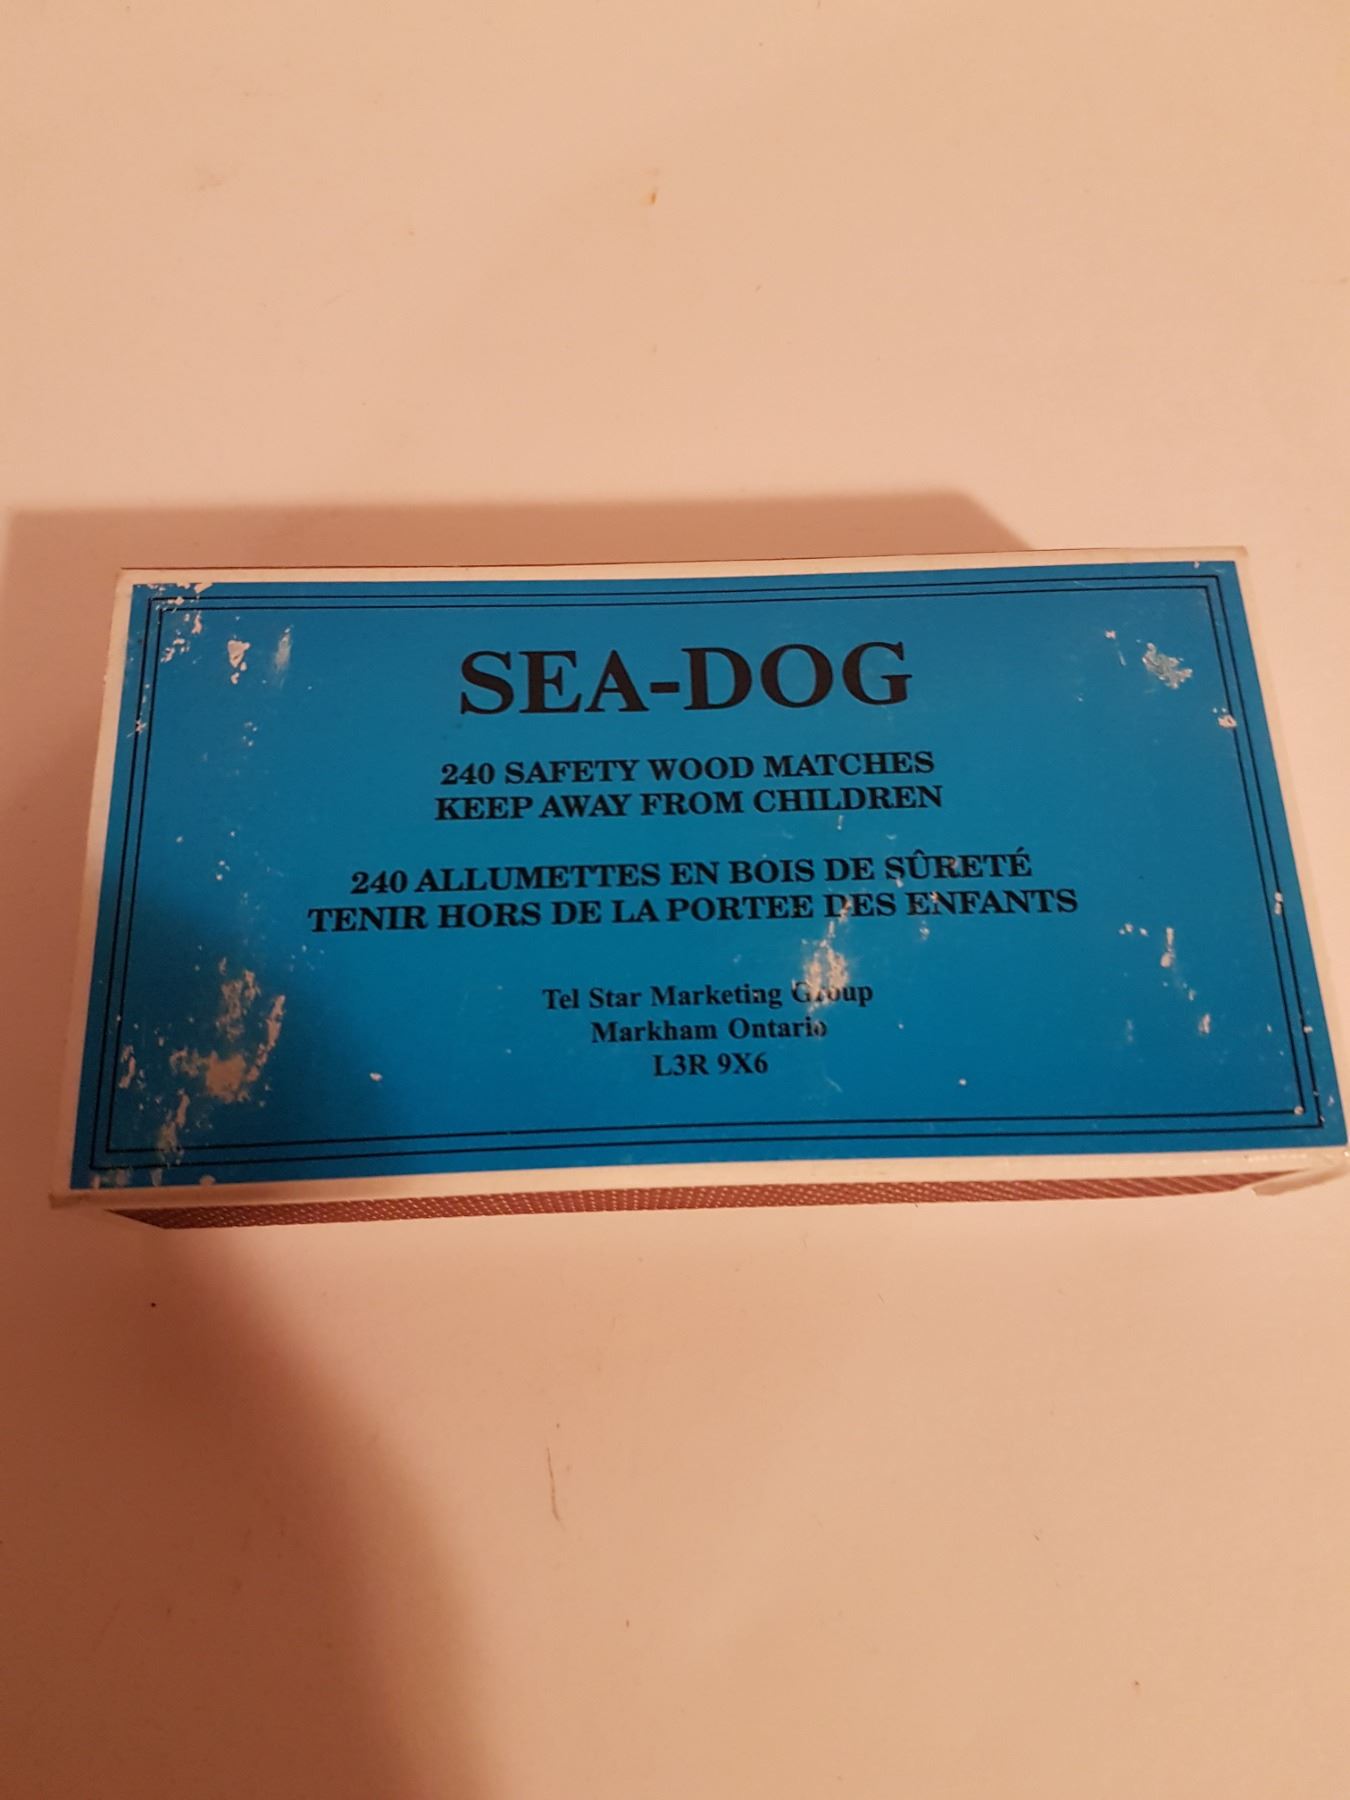 SEA-DOG
240 SAFETY WOOD MATCHES
KEEP AWAY FROM CHILDREN
240 ALLUMETTES EN BOIS DE SÛRETÉ
TENIR HORS DE LA PORTEE DES ENFANTS
Tel Star Marketing Group
Markham Ontario
L3R 9X6